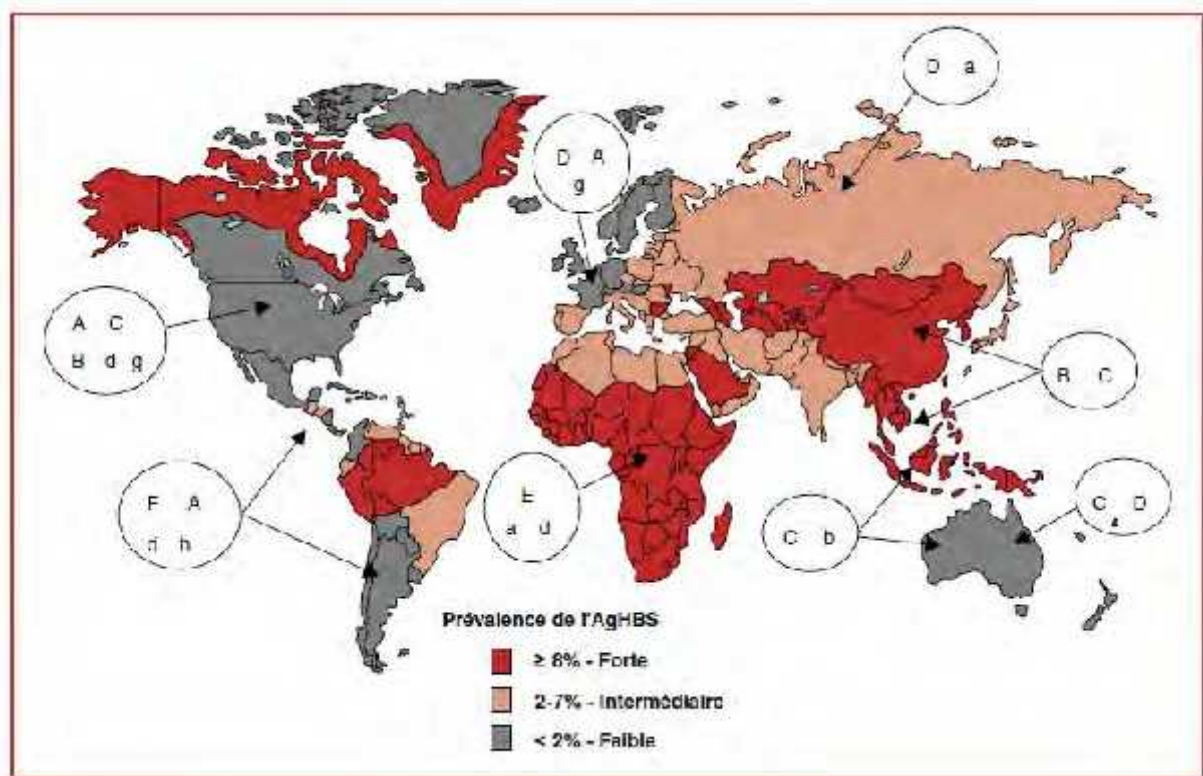 D a
D A
g
A C
B d g
B C
F A
d h
E
a d
C b
C D
Prévalence de l'AgHBS
≥ 8% - Forte
2-7% - Intermédiaire
< 2% - Faible